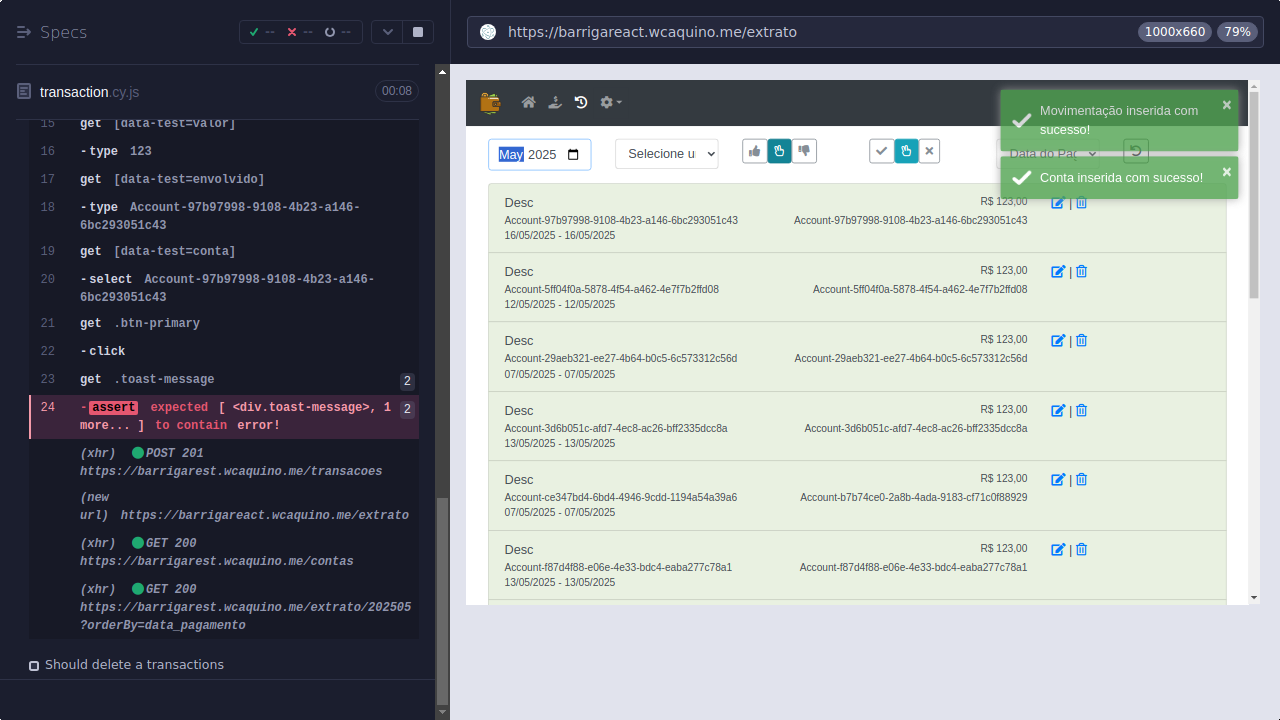 Specs
--
--
--
transaction.cy.js
00:08
15 get [data-test=valor]
16 -type 123
17 get [data-test=envolvido]
18 -type Account-97b97998-9108-4b23-a146-
6bc293051c43
19 get [data-test=conta]
20 -select Account-97b97998-9108-4b23-a146-
6bc293051c43
21 get .btn-primary
22 -click
23 get .toast-message 2
24 -assert expected [ <div.toast-message>, 1 2
more... ] to contain error!
(xhr) POST 201
https://barrigarest.wcaquino.me/transacoes
(new
url) https://barrigareact.wcaquino.me/extrato
(xhr) GET 200
https://barrigarest.wcaquino.me/contas
(xhr) GET 200
https://barrigarest.wcaquino.me/extrato/202505
?orderBy=data_pagamento
Should delete a transactions
https://barrigareact.wcaquino.me/extrato
1000x660
79%
Movimentação inserida com
sucesso!
×
Conta inserida com sucesso!
×
May 2025
Selecione u
Data do Pag
Desc
R$ 123,00
|
Account-97b97998-9108-4b23-a146-6bc293051c43
Account-97b97998-9108-4b23-a146-6bc293051c43
16/05/2025 - 16/05/2025
Desc
R$ 123,00
|
Account-5ff04f0a-5878-4f54-a462-4e7f7b2ffd08
Account-5ff04f0a-5878-4f54-a462-4e7f7b2ffd08
12/05/2025 - 12/05/2025
Desc
R$ 123,00
|
Account-29aeb321-ee27-4b64-b0c5-6c573312c56d
Account-29aeb321-ee27-4b64-b0c5-6c573312c56d
07/05/2025 - 07/05/2025
Desc
R$ 123,00
|
Account-3d6b051c-afd7-4ec8-ac26-bff2335dcc8a
Account-3d6b051c-afd7-4ec8-ac26-bff2335dcc8a
13/05/2025 - 13/05/2025
Desc
R$ 123,00
|
Account-ce347bd4-6bd4-4946-9cdd-1194a54a39a6
Account-b7b74ce0-2a8b-4ada-9183-cf71c0f88929
07/05/2025 - 07/05/2025
Desc
R$ 123,00
|
Account-f87d4f88-e06e-4e33-bdc4-eaba277c78a1
Account-f87d4f88-e06e-4e33-bdc4-eaba277c78a1
13/05/2025 - 13/05/2025